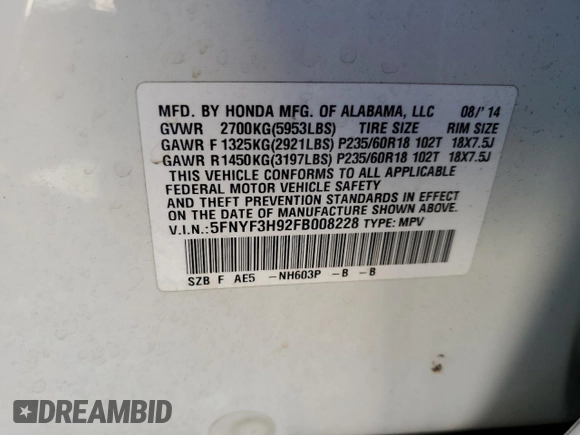 MFD. BY HONDA MFG. OF ALABAMA, LLC 08/'14
GVWR 2700KG(5953LBS) TIRE SIZE RIM SIZE
GAWR F 1325KG(2921LBS) P235/60R18 102T 18X7.5J
GAWR R1450KG(3197LBS) P235/60R18 102T 18X7.5J
THIS VEHICLE CONFORMS TO ALL APPLICABLE
FEDERAL MOTOR VEHICLE SAFETY
AND THEFT PREVENTION STANDARDS IN EFFECT
ON THE DATE OF MANUFACTURE SHOWN ABOVE.
V.I.N.:5FNYF3H92FB008228 TYPE: MPV
SZB F AE5 -NH603P -B -B
DREAMBID